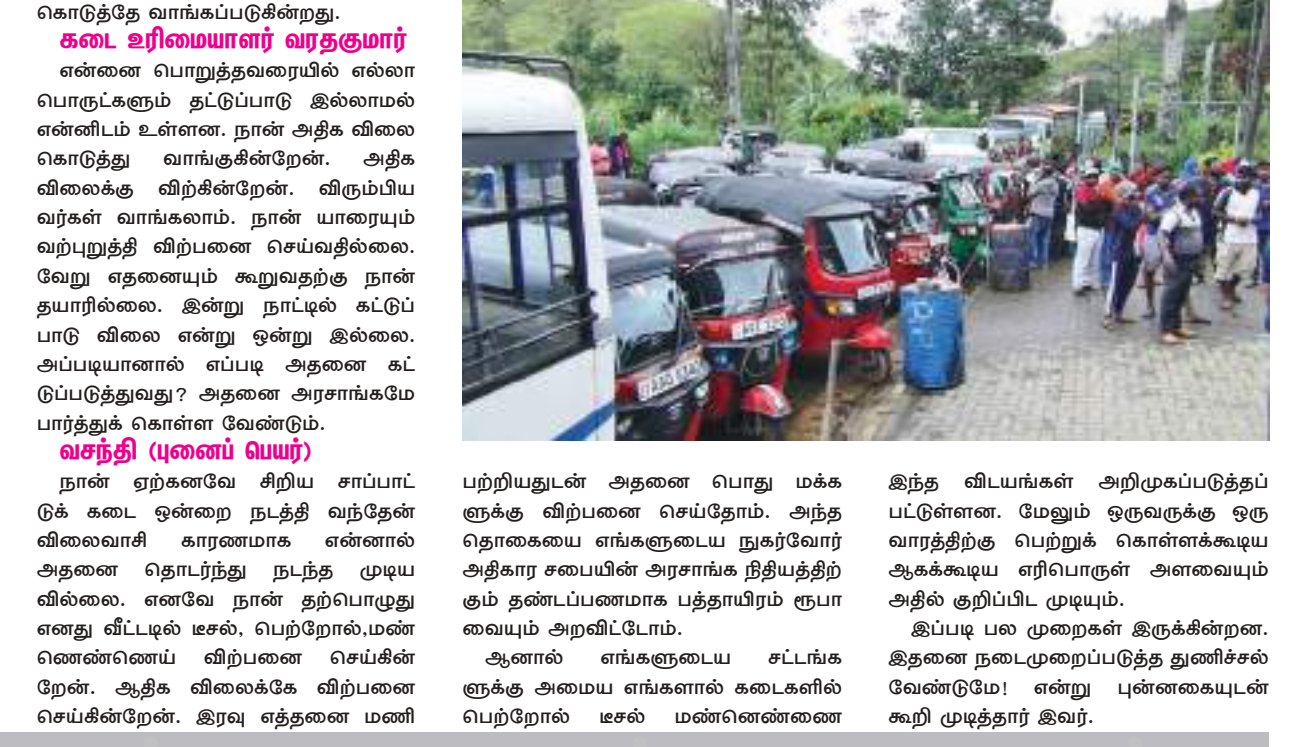 கொடுத்தே வாங்கப்படுகின்றது.
கடை உரிமையாளர் வரதகுமார்
என்னை பொறுத்தவரையில் எல்லா
பொருட்களும் தட்டுப்பாடு இல்லாமல்
என்னிடம் உள்ளன. நான் அதிக விலை
கொடுத்து வாங்குகின்றேன். அதிக
விலைக்கு விற்கின்றேன். விரும்பிய
வர்கள் வாங்கலாம். நான் யாரையும்
வற்புறுத்தி விற்பனை செய்வதில்லை.
வேறு எதனையும் கூறுவதற்கு நான்
தயாரில்லை. இன்று நாட்டில் கட்டுப்
பாடு விலை என்று ஒன்று இல்லை.
அப்படியானால் எப்படி அதனை கட்
டுப்படுத்துவது? அதனை அரசாங்கமே
பார்த்துக் கொள்ள வேண்டும்.
வசந்தி (புனைப் பெயர்)
நான் ஏற்கனவே சிறிய சாப்பாட்
டுக் கடை ஒன்றை நடத்தி வந்தேன்
விலைவாசி காரணமாக என்னால்
அதனை தொடர்ந்து நடந்த முடிய
வில்லை. எனவே நான் தற்பொழுது
எனது வீட்டடில் டீசல், பெற்றோல்,மண்
ணெண்ணெய் விற்பனை செய்கின்
றேன். ஆதிக விலைக்கே விற்பனை
செய்கின்றேன். இரவு எத்தனை மணி
பற்றியதுடன் அதனை பொது மக்க
ளுக்கு விற்பனை செய்தோம். அந்த
தொகையை எங்களுடைய நுகர்வோர்
அதிகார சபையின் அரசாங்க நிதியத்திற்
கும் தண்டப்பணமாக பத்தாயிரம் ரூபா
வையும் அறவிட்டோம்.
ஆனால் எங்களுடைய சட்டங்க
ளுக்கு அமைய எங்களால் கடைகளில்
பெற்றோல் டீசல் மண்னெண்ணை
இந்த விடயங்கள் அறிமுகப்படுத்தப்
பட்டுள்ளன. மேலும் ஒருவருக்கு ஒரு
வாரத்திற்கு பெற்றுக் கொள்ளக்கூடிய
ஆகக்கூடிய எரிபொருள் அளவையும்
அதில் குறிப்பிட முடியும்.
இப்படி பல முறைகள் இருக்கின்றன.
இதனை நடைமுறைப்படுத்த துணிச்சல்
வேண்டுமே! என்று புன்னகையுடன்
கூறி முடித்தார் இவர்.